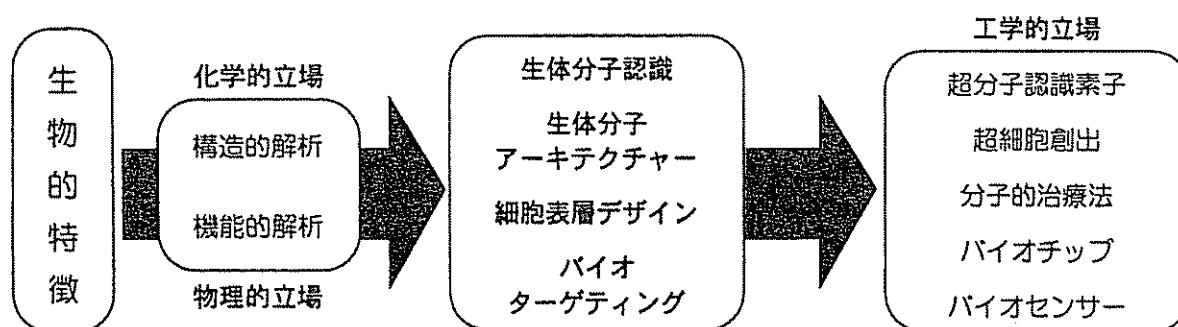 生物的特徴
化学的立場
構造的解析
機能的解析
物理的立場
生体分子認識
生体分子
アーキテクチャー
細胞表層デザイン
バイオ
ターゲティング
工学的立場
超分子認識素子
超細胞創出
分子的治療法
バイオチップ
バイオセンサー